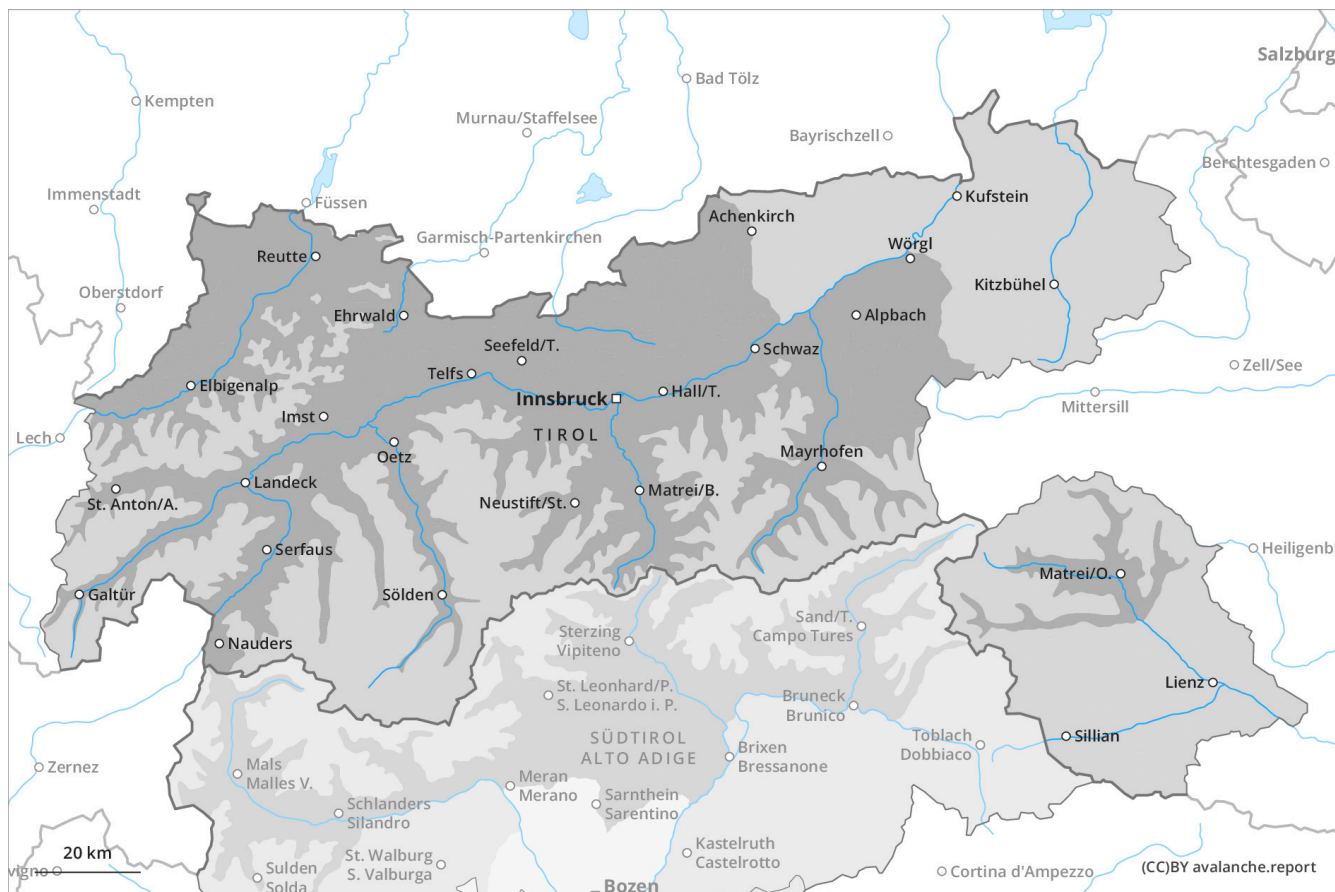 Salzburg
Bad Tölz
Kempten
Murnau/Staffelsee
Bayrischzell
Berchtesgaden
Immenstadt
Füssen
Kufstein
Achenkirch
Garmisch-Partenkirchen
Wörgl
Reutte
Kitzbühel
Oberstdorf
Ehrwald
Alpbach
Seefeld/T.
Schwaz
Telfs
Zell/See
Elbigenalp
Innsbruck
Hall/T.
Mittersill
Imst
TIROL
Lech
Oetz
Mayrhofen
Landeck
St. Anton/A.
Neustift/St.
Matrei/B.
Serfaus
Heiligenb
Matrei/O.
Galtür
Sölden
Sand/T.
Campo Tures
Sterzing
Vipiteno
Nauders
Lienz
St. Leonhard/P.
S. Leonardo i. P.
Bruneck
Brunico
SÜDTIROL
ALTO ADIGE
Sillian
Toblach
Dobbiaco
Brixen
Bressanone
Zernez
Mals
Malles V.
Meran
Merano
Schlanders
Silandro
Sarnthein
Sarentino
Kastelruth
Castelrotto
20 km
St. Walburg
S. Valburga
vigno
Sulden
Solda
Cortina d'Ampezzo
(CC)BY avalanche.report
Bozen